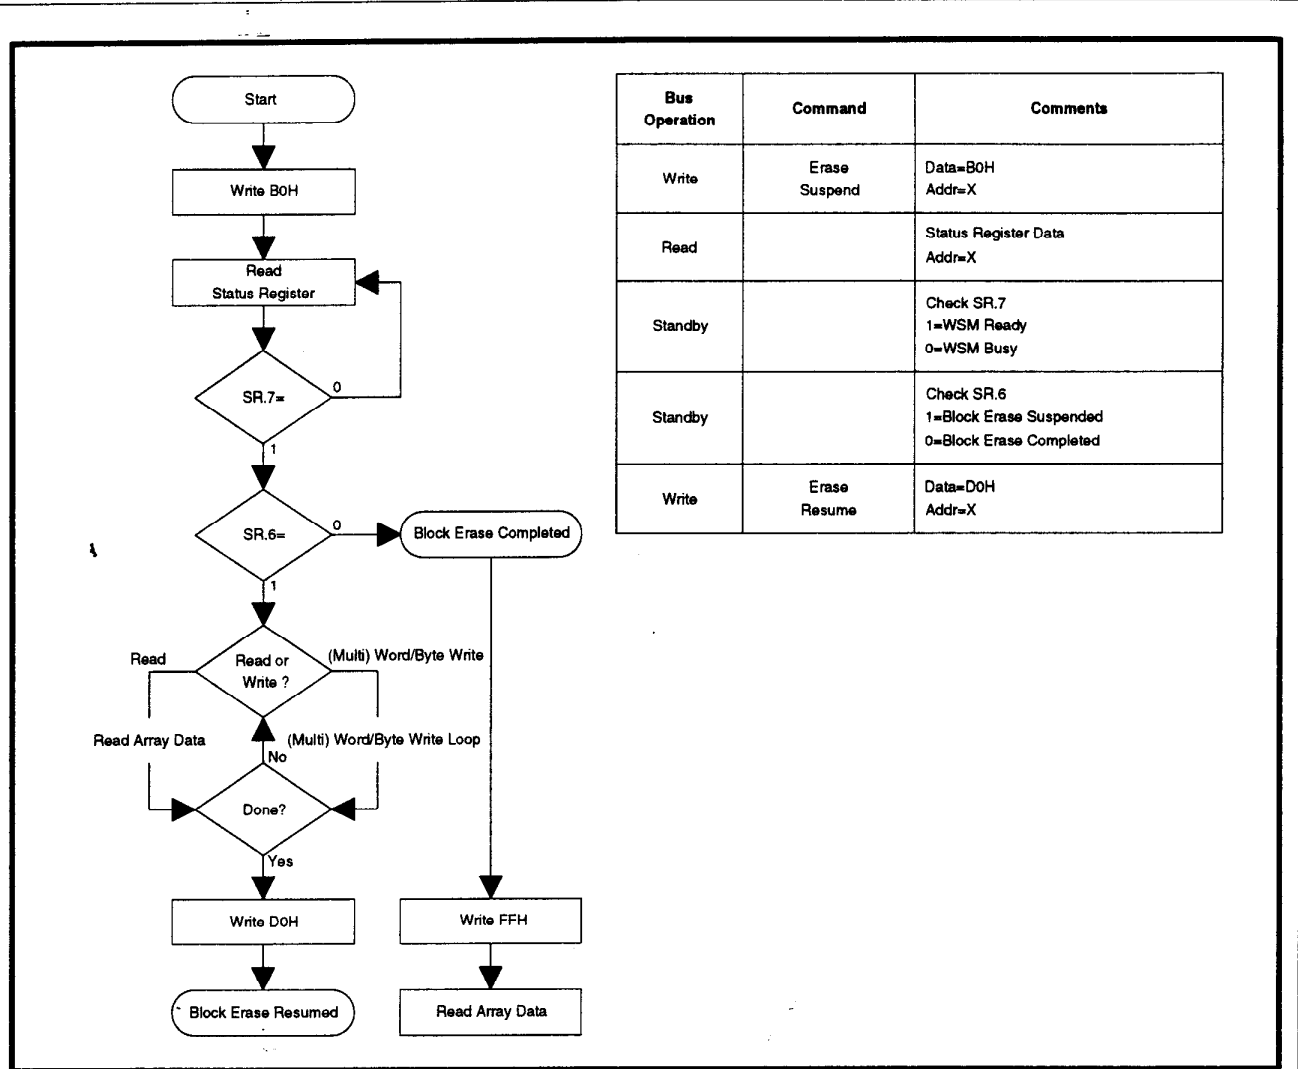 Start
Write B0H
Read
Status Register
SR.7=
0
1
SR.6=
0
Block Erase Completed
1
Read
Read or
Write ?
(Multi) Word/Byte Write
Read Array Data
(Multi) Word/Byte Write Loop
No
Done?
Yes
Write D0H
Write FFH
Block Erase Resumed
Read Array Data
Bus
Operation
Command
Comments
Write
Erase
Suspend
Data=B0H
Addr=X
Read
Status Register Data
Addr=X
Standby
Check SR.7
1=WSM Ready
0=WSM Busy
Standby
Check SR.6
1=Block Erase Suspended
0=Block Erase Completed
Write
Erase
Resume
Data=D0H
Addr=X